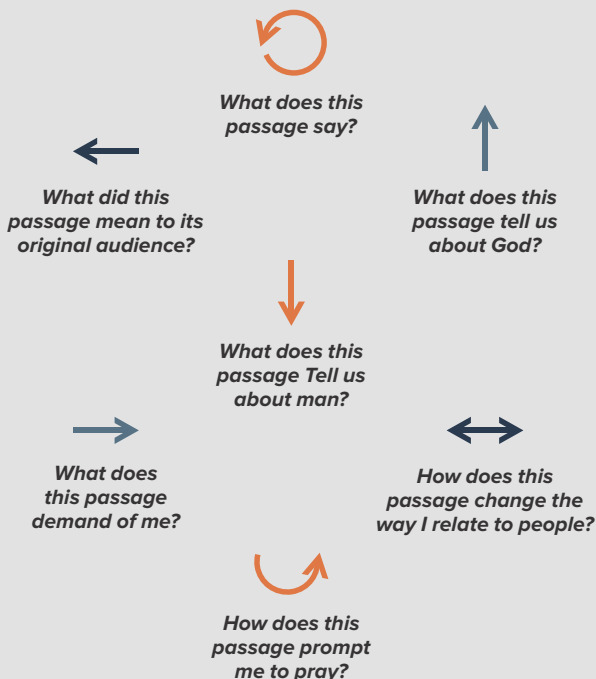 What does this
passage say?
What did this
passage mean to its
original audience?
What does this
passage tell us
about God?
What does this
passage Tell us
about man?
What does
this passage
demand of me?
How does this
passage change the
way I relate to people?
How does this
passage prompt
me to pray?